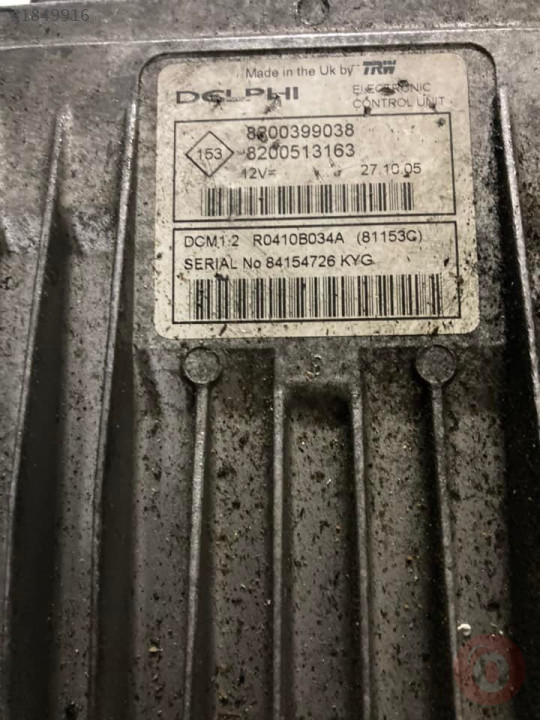 1849916
Made in the Uk by TRW
DELPHI
ELECTRONIC
CONTROL UNIT
8200399038
153
8200513163
12V=
27.10.05
DCM1.2 R0410B034A (81153C)
SERIAL No 84154726 KYG